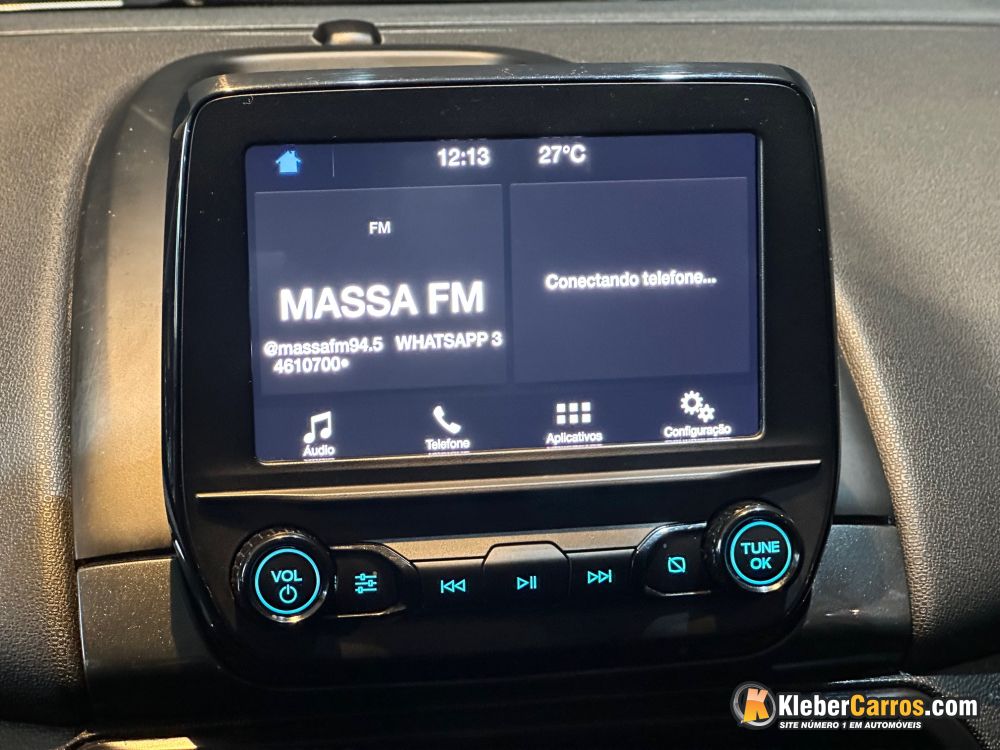 12:13 27°C
FM
MASSA FM
@massafm94.5 WHATSAPP 3
4610700•
Conectando telefone...
Áudio
Telefone
Aplicativos
Configuração
VOL
TUNE
OK
K KleberCarros.com
SITE NÚMERO 1 EM AUTOMÓVEIS